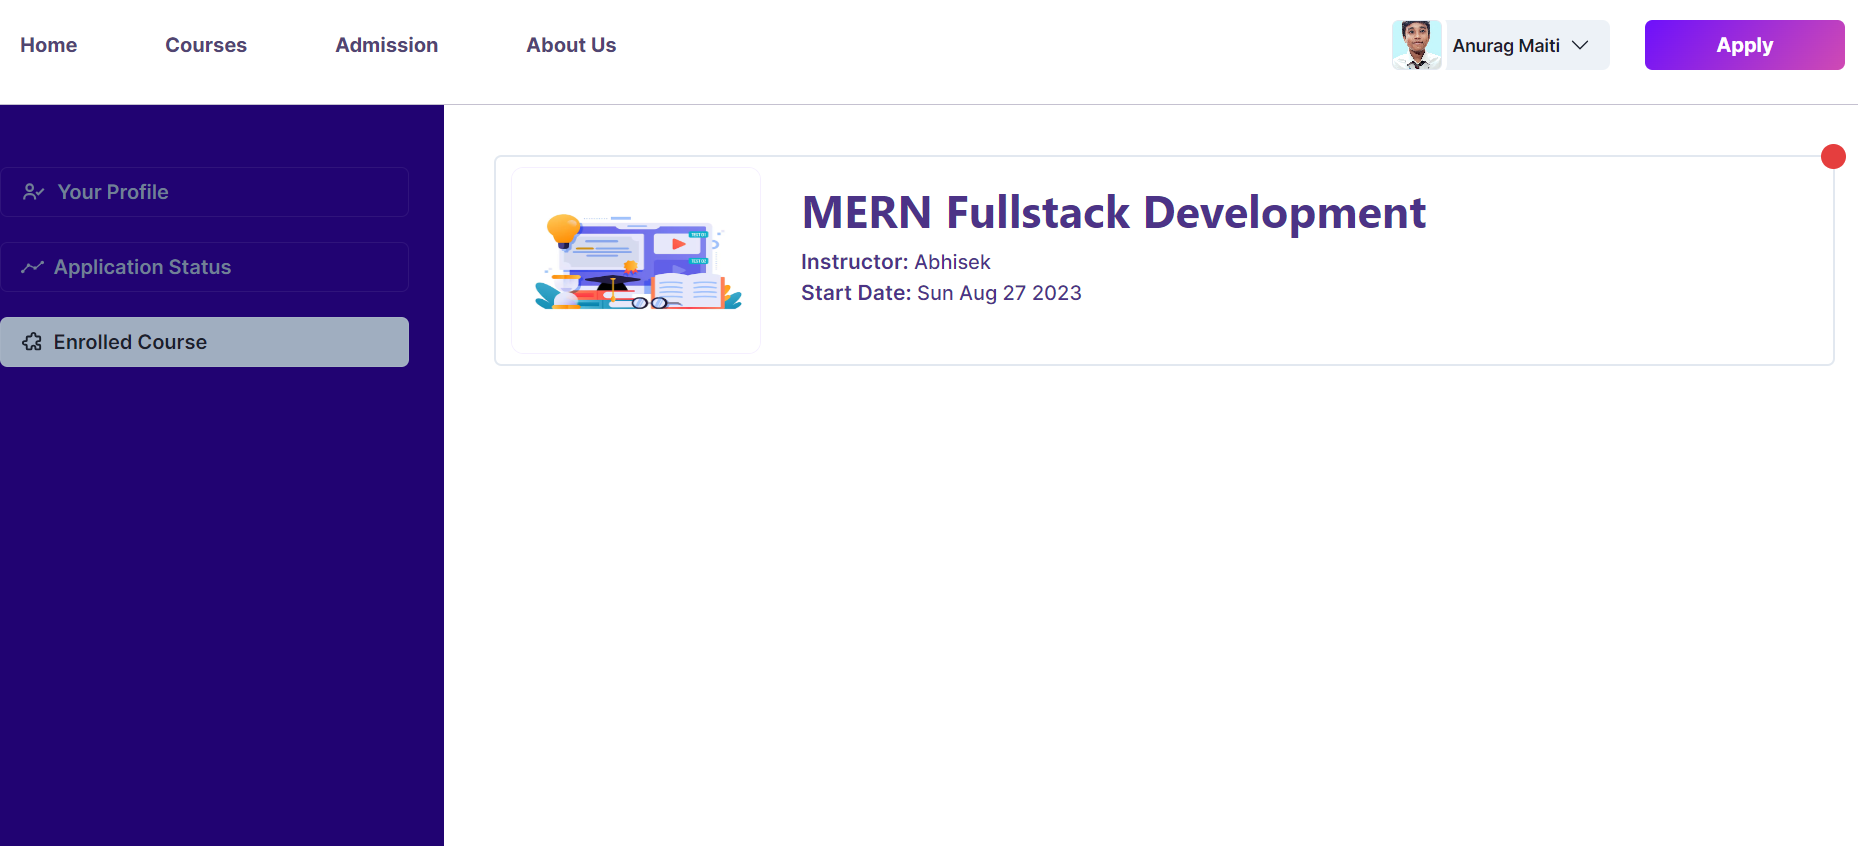 Home
Courses
Admission
About Us
Anurag Maiti
Apply
Your Profile
Application Status
Enrolled Course
MERN Fullstack Development
Instructor: Abhisek
Start Date: Sun Aug 27 2023